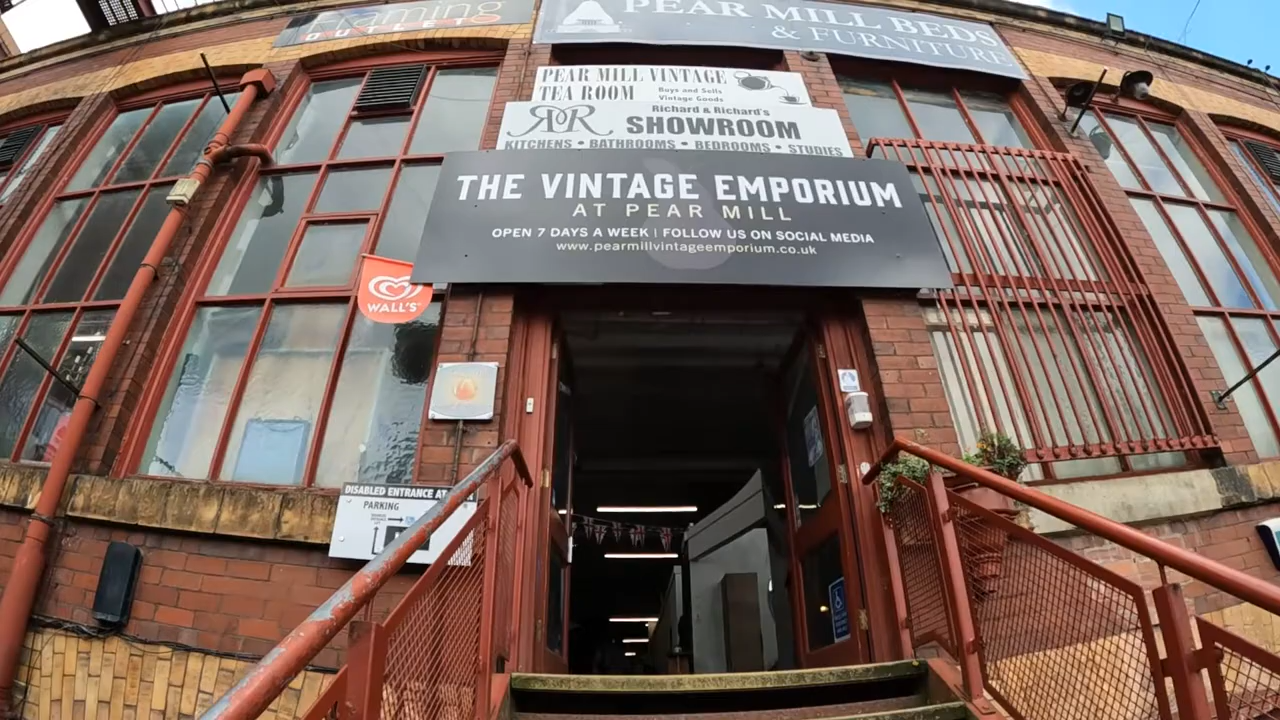 Framing
OUTLET
PEAR MILL BEDS
& FURNITURE
PEAR MILL VINTAGE
TEA ROOM
Buys and Sells
Vintage Goods
RR
Richard & Richard's
SHOWROOM
KITCHENS • BATHROOMS • BEDROOMS • STUDIES
THE VINTAGE EMPORIUM
AT PEAR MILL
OPEN 7 DAYS A WEEK | FOLLOW US ON SOCIAL MEDIA
www.pearmillvintageemporium.co.uk
WALL'S
DISABLED ENTRANCE AT
PARKING